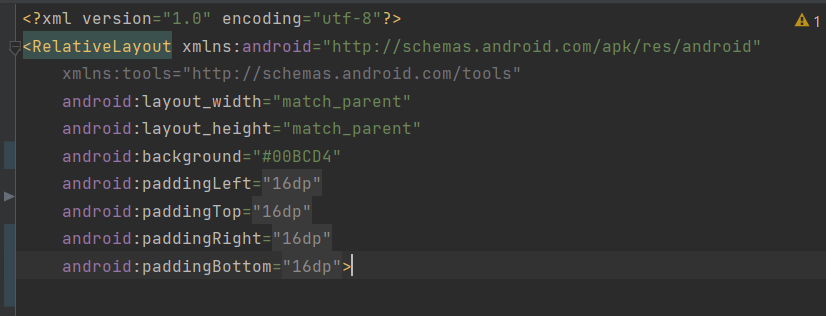 <?xml version="1.0" encoding="utf-8"?>
1
<RelativeLayout xmlns:android="http://schemas.android.com/apk/res/android"
xmlns:tools="http://schemas.android.com/tools"
android:layout_width="match_parent"
android:layout_height="match_parent"
android:background="#00BCD4"
android:paddingLeft="16dp"
android:paddingTop="16dp"
android:paddingRight="16dp"
android:paddingBottom="16dp">